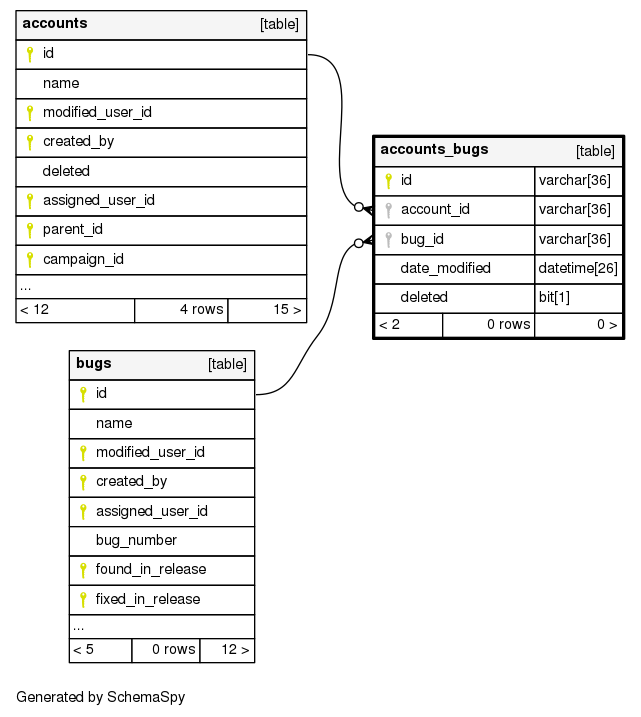 accounts [table]
id
name
modified_user_id
created_by
deleted
assigned_user_id
parent_id
campaign_id
...
< 12 4 rows 15 >
accounts_bugs [table]
id varchar[36]
account_id varchar[36]
bug_id varchar[36]
date_modified datetime[26]
deleted bit[1]
< 2 0 rows 0 >
bugs [table]
id
name
modified_user_id
created_by
assigned_user_id
bug_number
found_in_release
fixed_in_release
...
< 5 0 rows 12 >
Generated by SchemaSpy